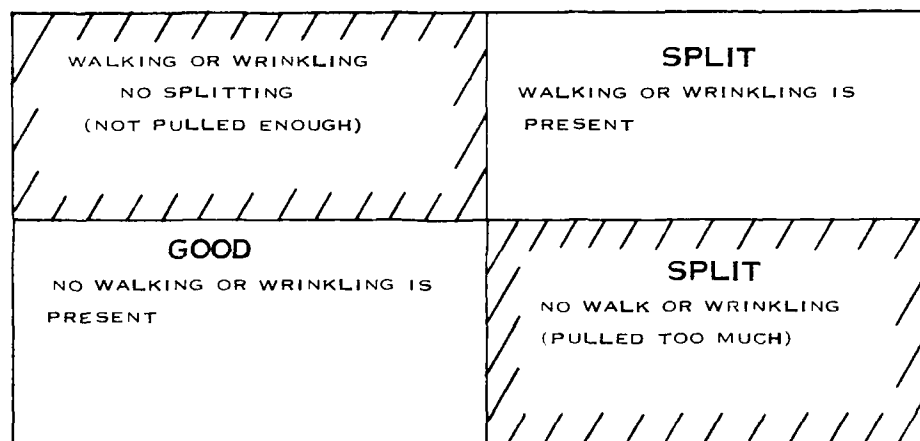 WALKING OR WRINKLING
NO SPLITTING
(NOT PULLED ENOUGH)
SPLIT
WALKING OR WRINKLING IS
PRESENT
GOOD
NO WALKING OR WRINKLING IS
PRESENT
SPLIT
NO WALK OR WRINKLING
(PULLED TOO MUCH)